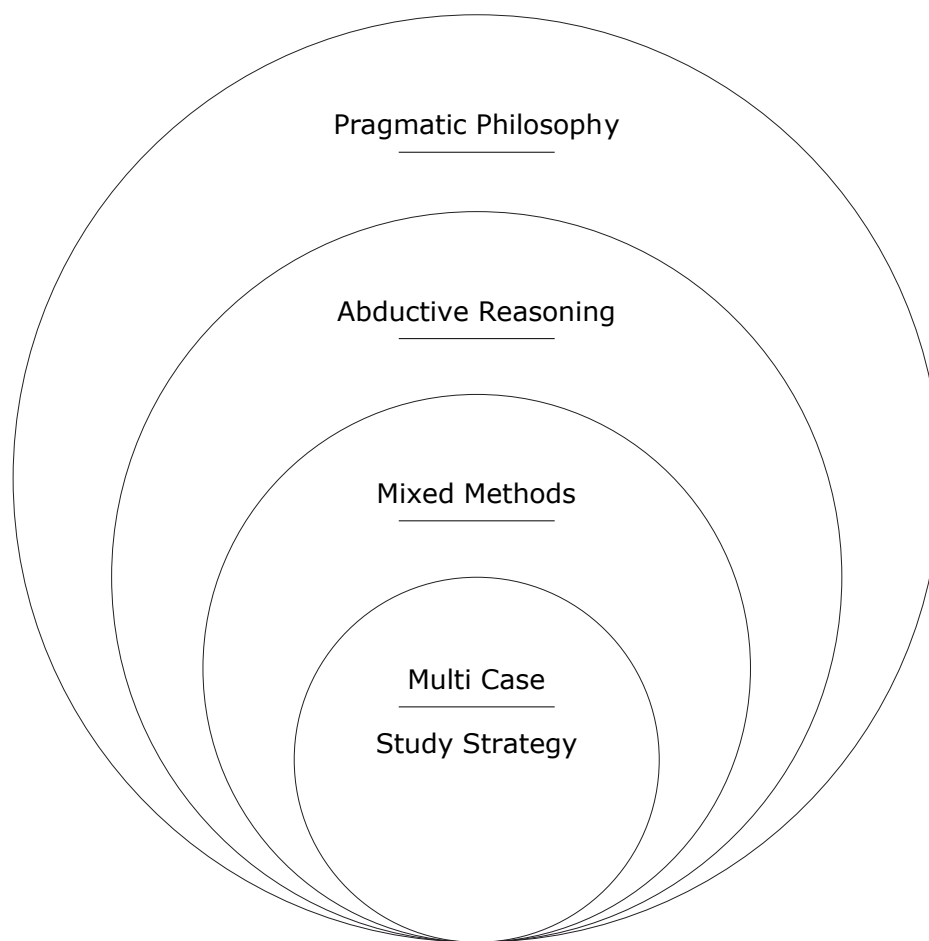 Pragmatic Philosophy
Abductive Reasoning
Mixed Methods
Multi Case
Study Strategy